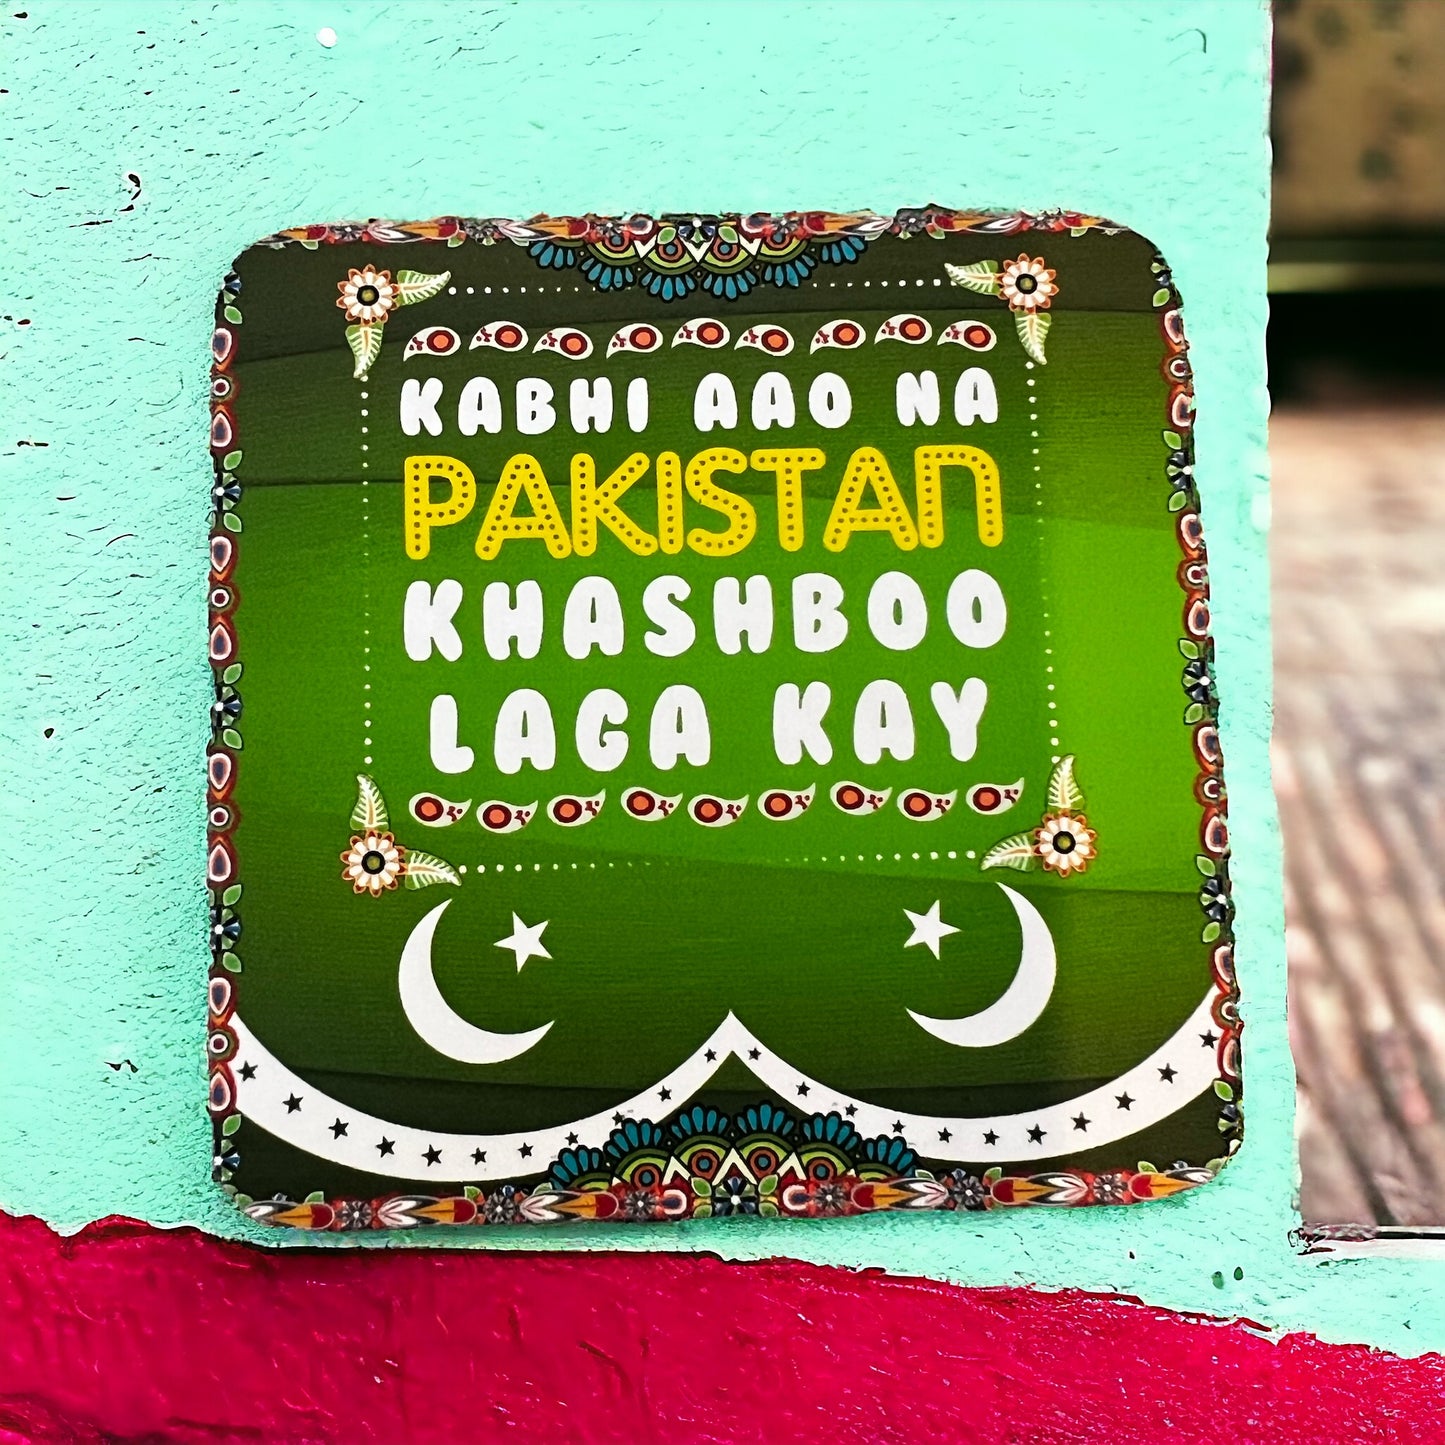 KABHI AAO NA
PAKISTAN
KHASHBOO
LAGA KAY